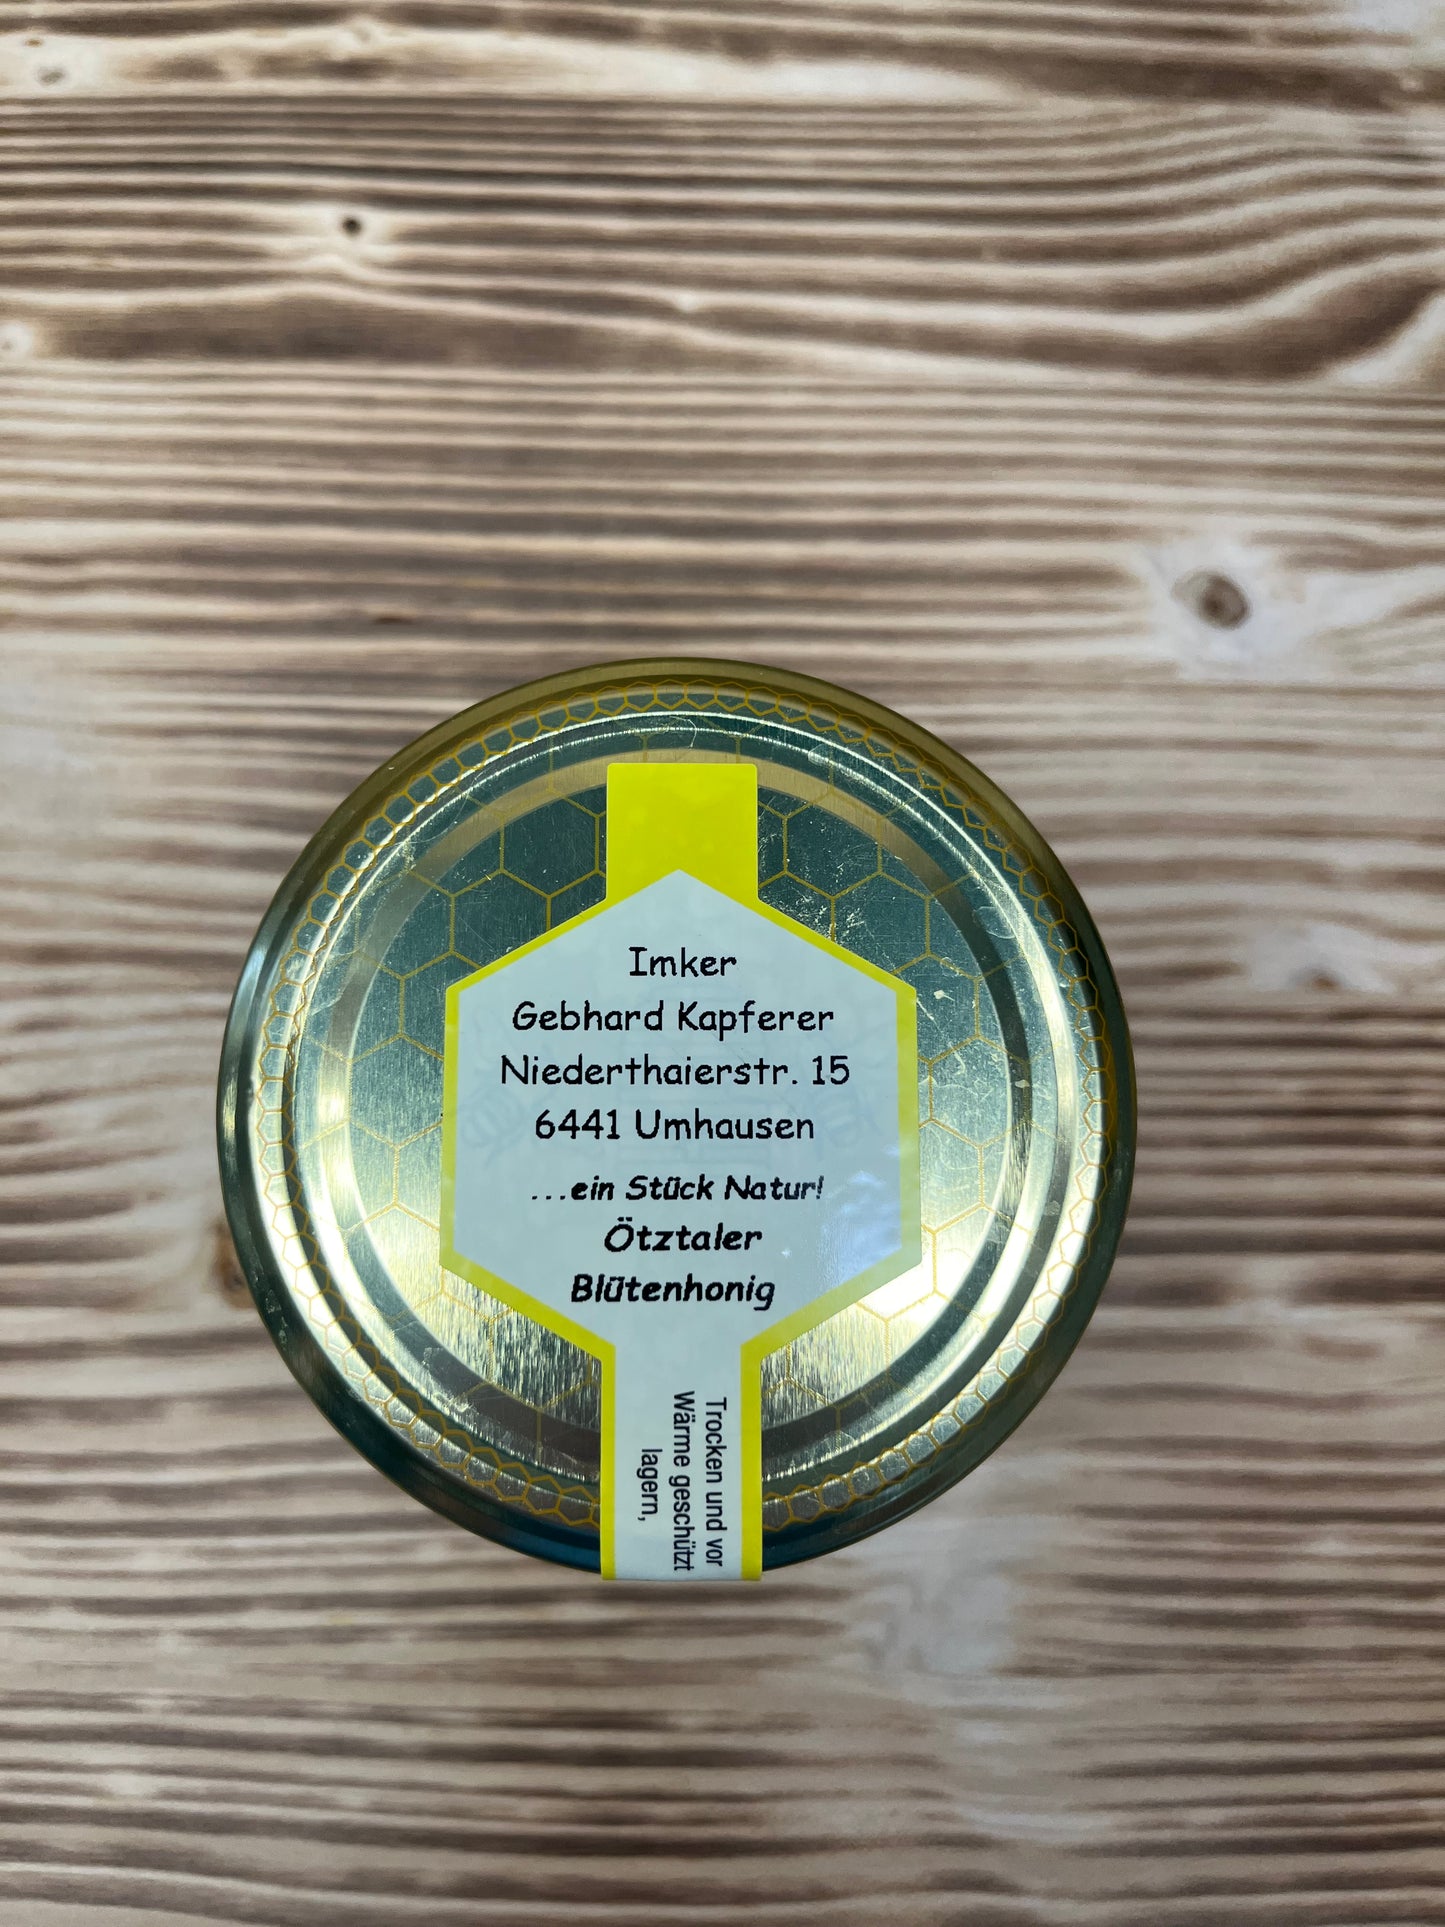 Imker
Gebhard Kapferer
Niederthaierstr. 15
6441 Umhausen
...ein Stück Natur!
Ötztaler
Blütenhonig
Trocken und vor
Wärme geschützt
lagern,